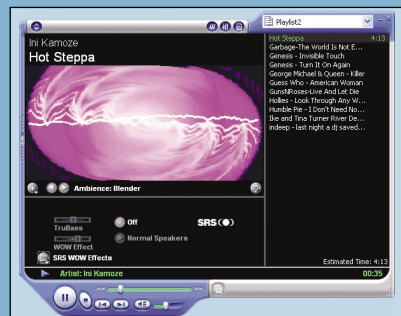 Playlist2
Ini Kamoze
Hot Steppa
Hot Steppa 4:13
Garbage-The World Is Not E...
Genesis - Invisible Touch
Genesis - Turn It On Again
George Michael & Queen - Killer
Guess Who - American Woman
GunsNRoses-Live And Let Die
Hollies - Look Through Any W...
Humble Pie - I Don't Need No...
Ike and Tina Turner River De...
indeep - last night a dj saved...
Ambience: Blender
TruBass
Off
SRS
WOW Effect
Normal Speakers
SRS WOW Effects
Estimated Time: 4:13
Artist: Ini Kamoze
00:35